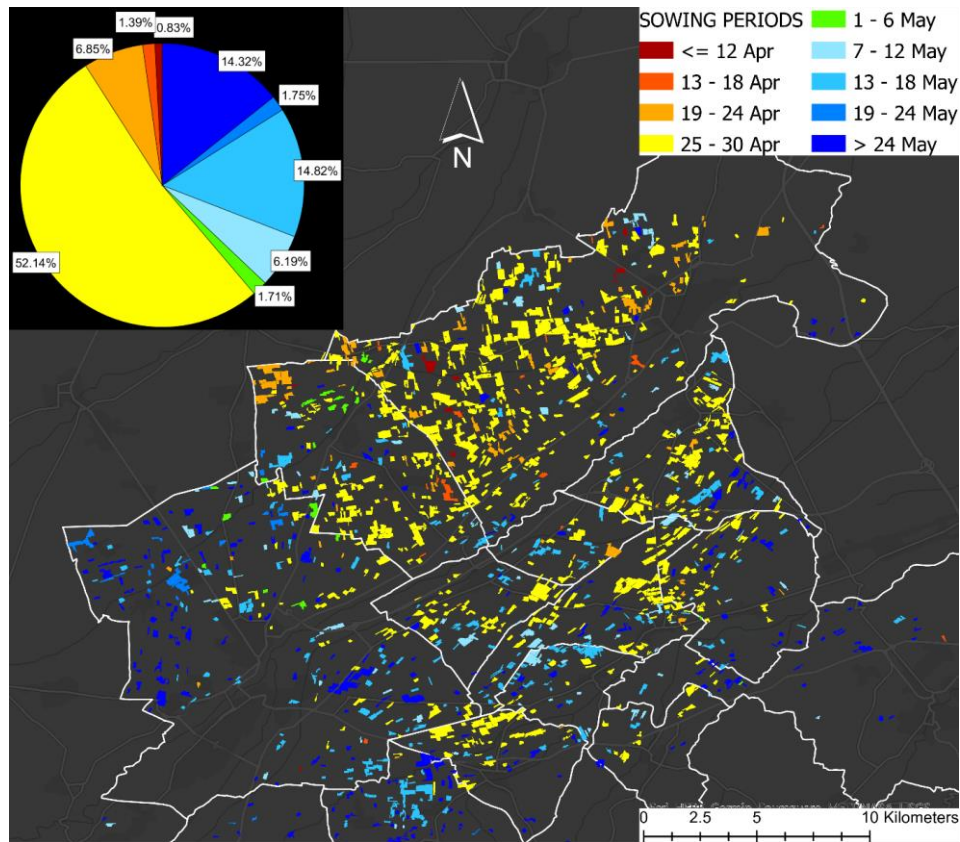 1.39%
0.83%
6.85%
14.32%
1.75%
14.82%
6.19%
1.71%
52.14%
N
SOWING PERIODS
<= 12 Apr
13 - 18 Apr
19 - 24 Apr
25 - 30 Apr
1 - 6 May
7 - 12 May
13 - 18 May
19 - 24 May
> 24 May
0 2.5 5 10 Kilometers